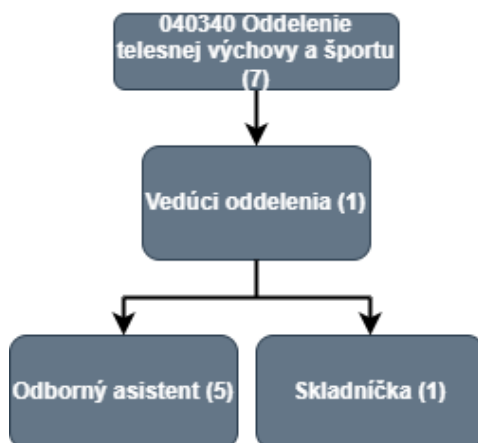 040340 Oddelenie
telesnej výchovy a športu
(7)
Vedúci oddelenia (1)
Odborný asistent (5)
Skladníčka (1)